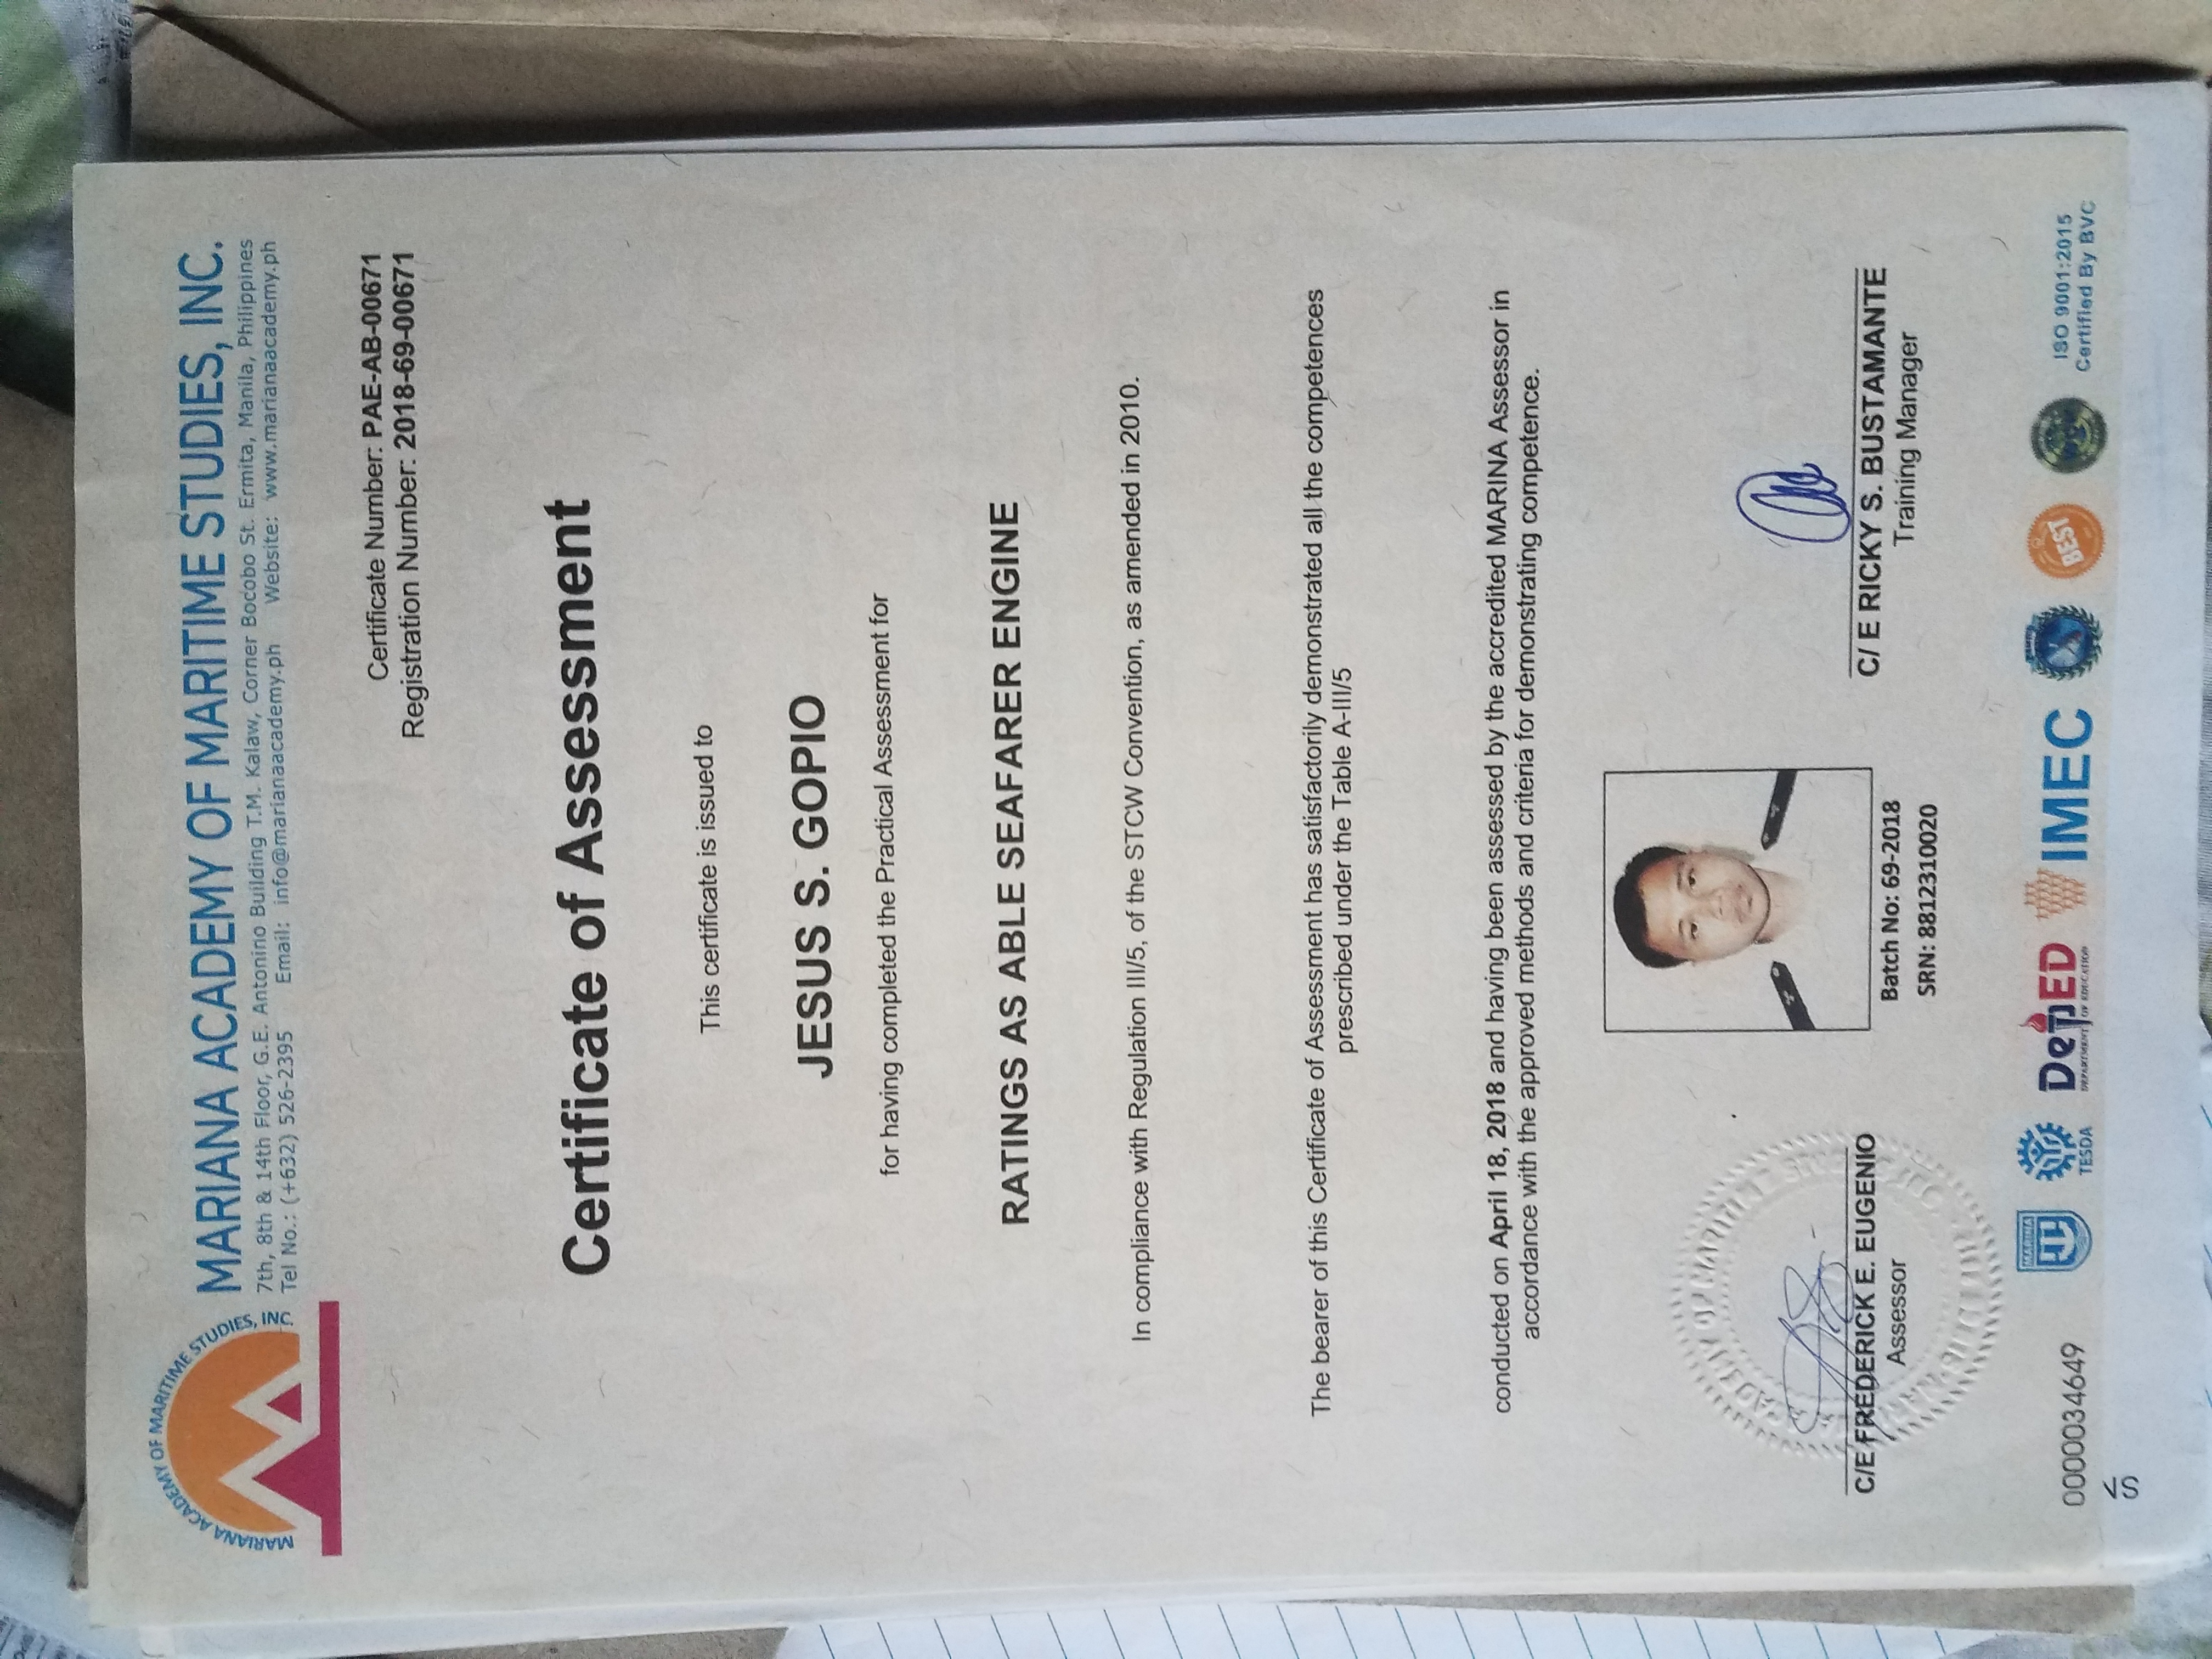 MARIANA ACADEMY OF MARITIME STUDIES, INC.
MARIANA ACADEMY OF MARITIME STUDIES, INC.
7th, 8th & 14th Floor, G.E. Antonino Building T.M. Kalaw, Corner Bocobo St. Ermita, Manila, Philippines
Tel No.: (+632) 526-2395 Email: info@marianaacademy.ph Website: www.marianaacademy.ph
Certificate Number: PAE-AB-00671
Registration Number: 2018-69-00671
Certificate of Assessment
This certificate is issued to
JESUS S. GOPIO
for having completed the Practical Assessment for
RATINGS AS ABLE SEAFARER ENGINE
In compliance with Regulation III/5, of the STCW Convention, as amended in 2010.
The bearer of this Certificate of Assessment has satisfactorily demonstrated all the competences
prescribed under the Table A-III/5
conducted on April 18, 2018 and having been assessed by the accredited MARINA Assessor in
accordance with the approved methods and criteria for demonstrating competence.
C/E FREDERICK E. EUGENIO
Assessor
Batch No: 69-2018
SRN: 8812310020
C/ E RICKY S. BUSTAMANTE
Training Manager
0000034649
MARINA
TESDA
DepED
DEPARTMENT OF EDUCATION
IMEC
BEST
ISO 9001:2015
Certified By BVC